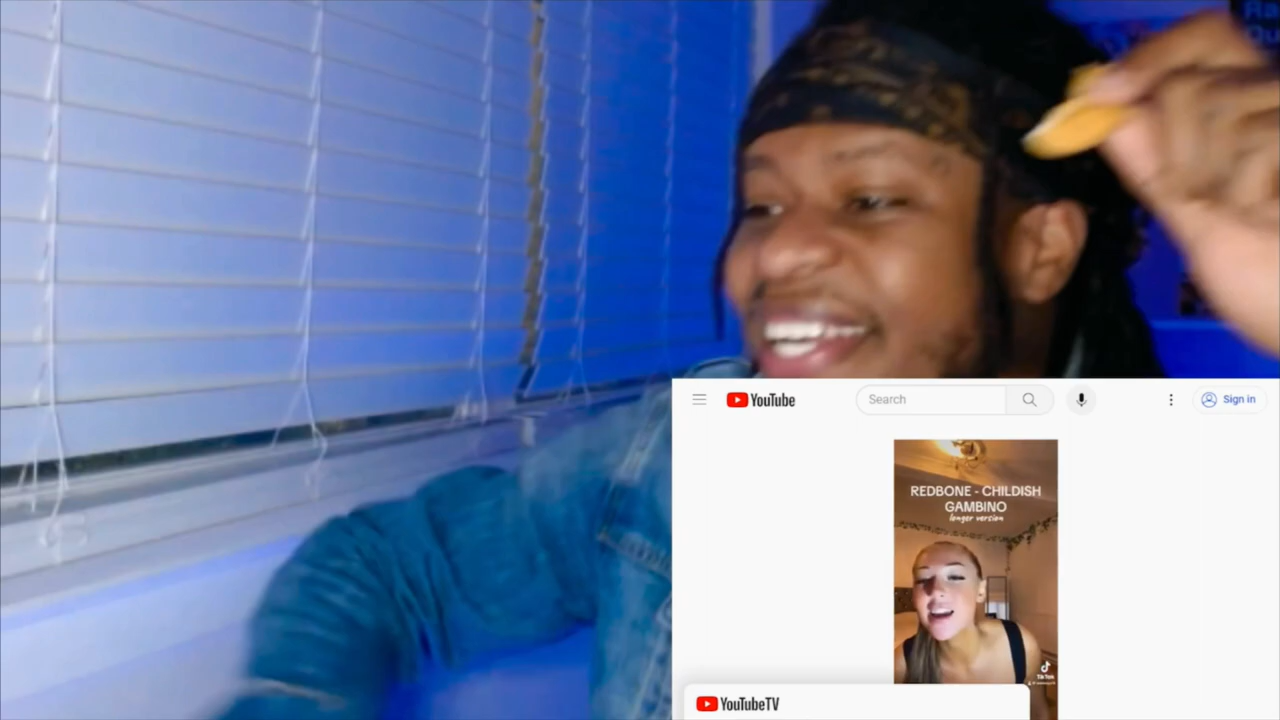 YouTube
Search
Sign in
REDBONE - CHILDISH
GAMBINO
longer version
TikTok
YouTubeTV